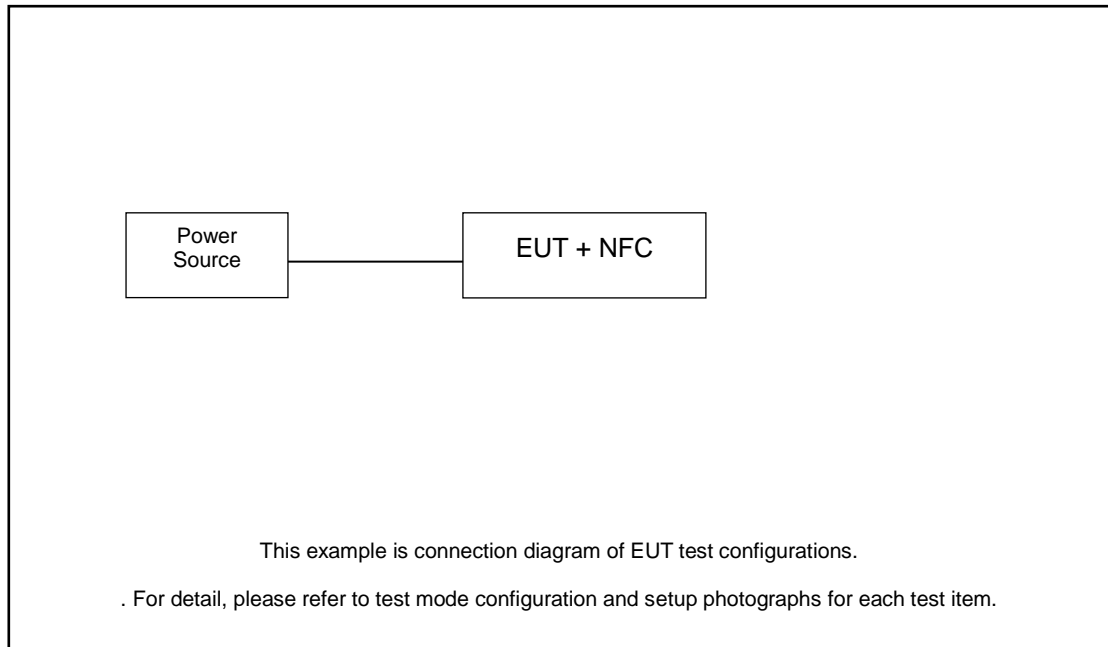 Power
Source
EUT + NFC
This example is connection diagram of EUT test configurations.
. For detail, please refer to test mode configuration and setup photographs for each test item.